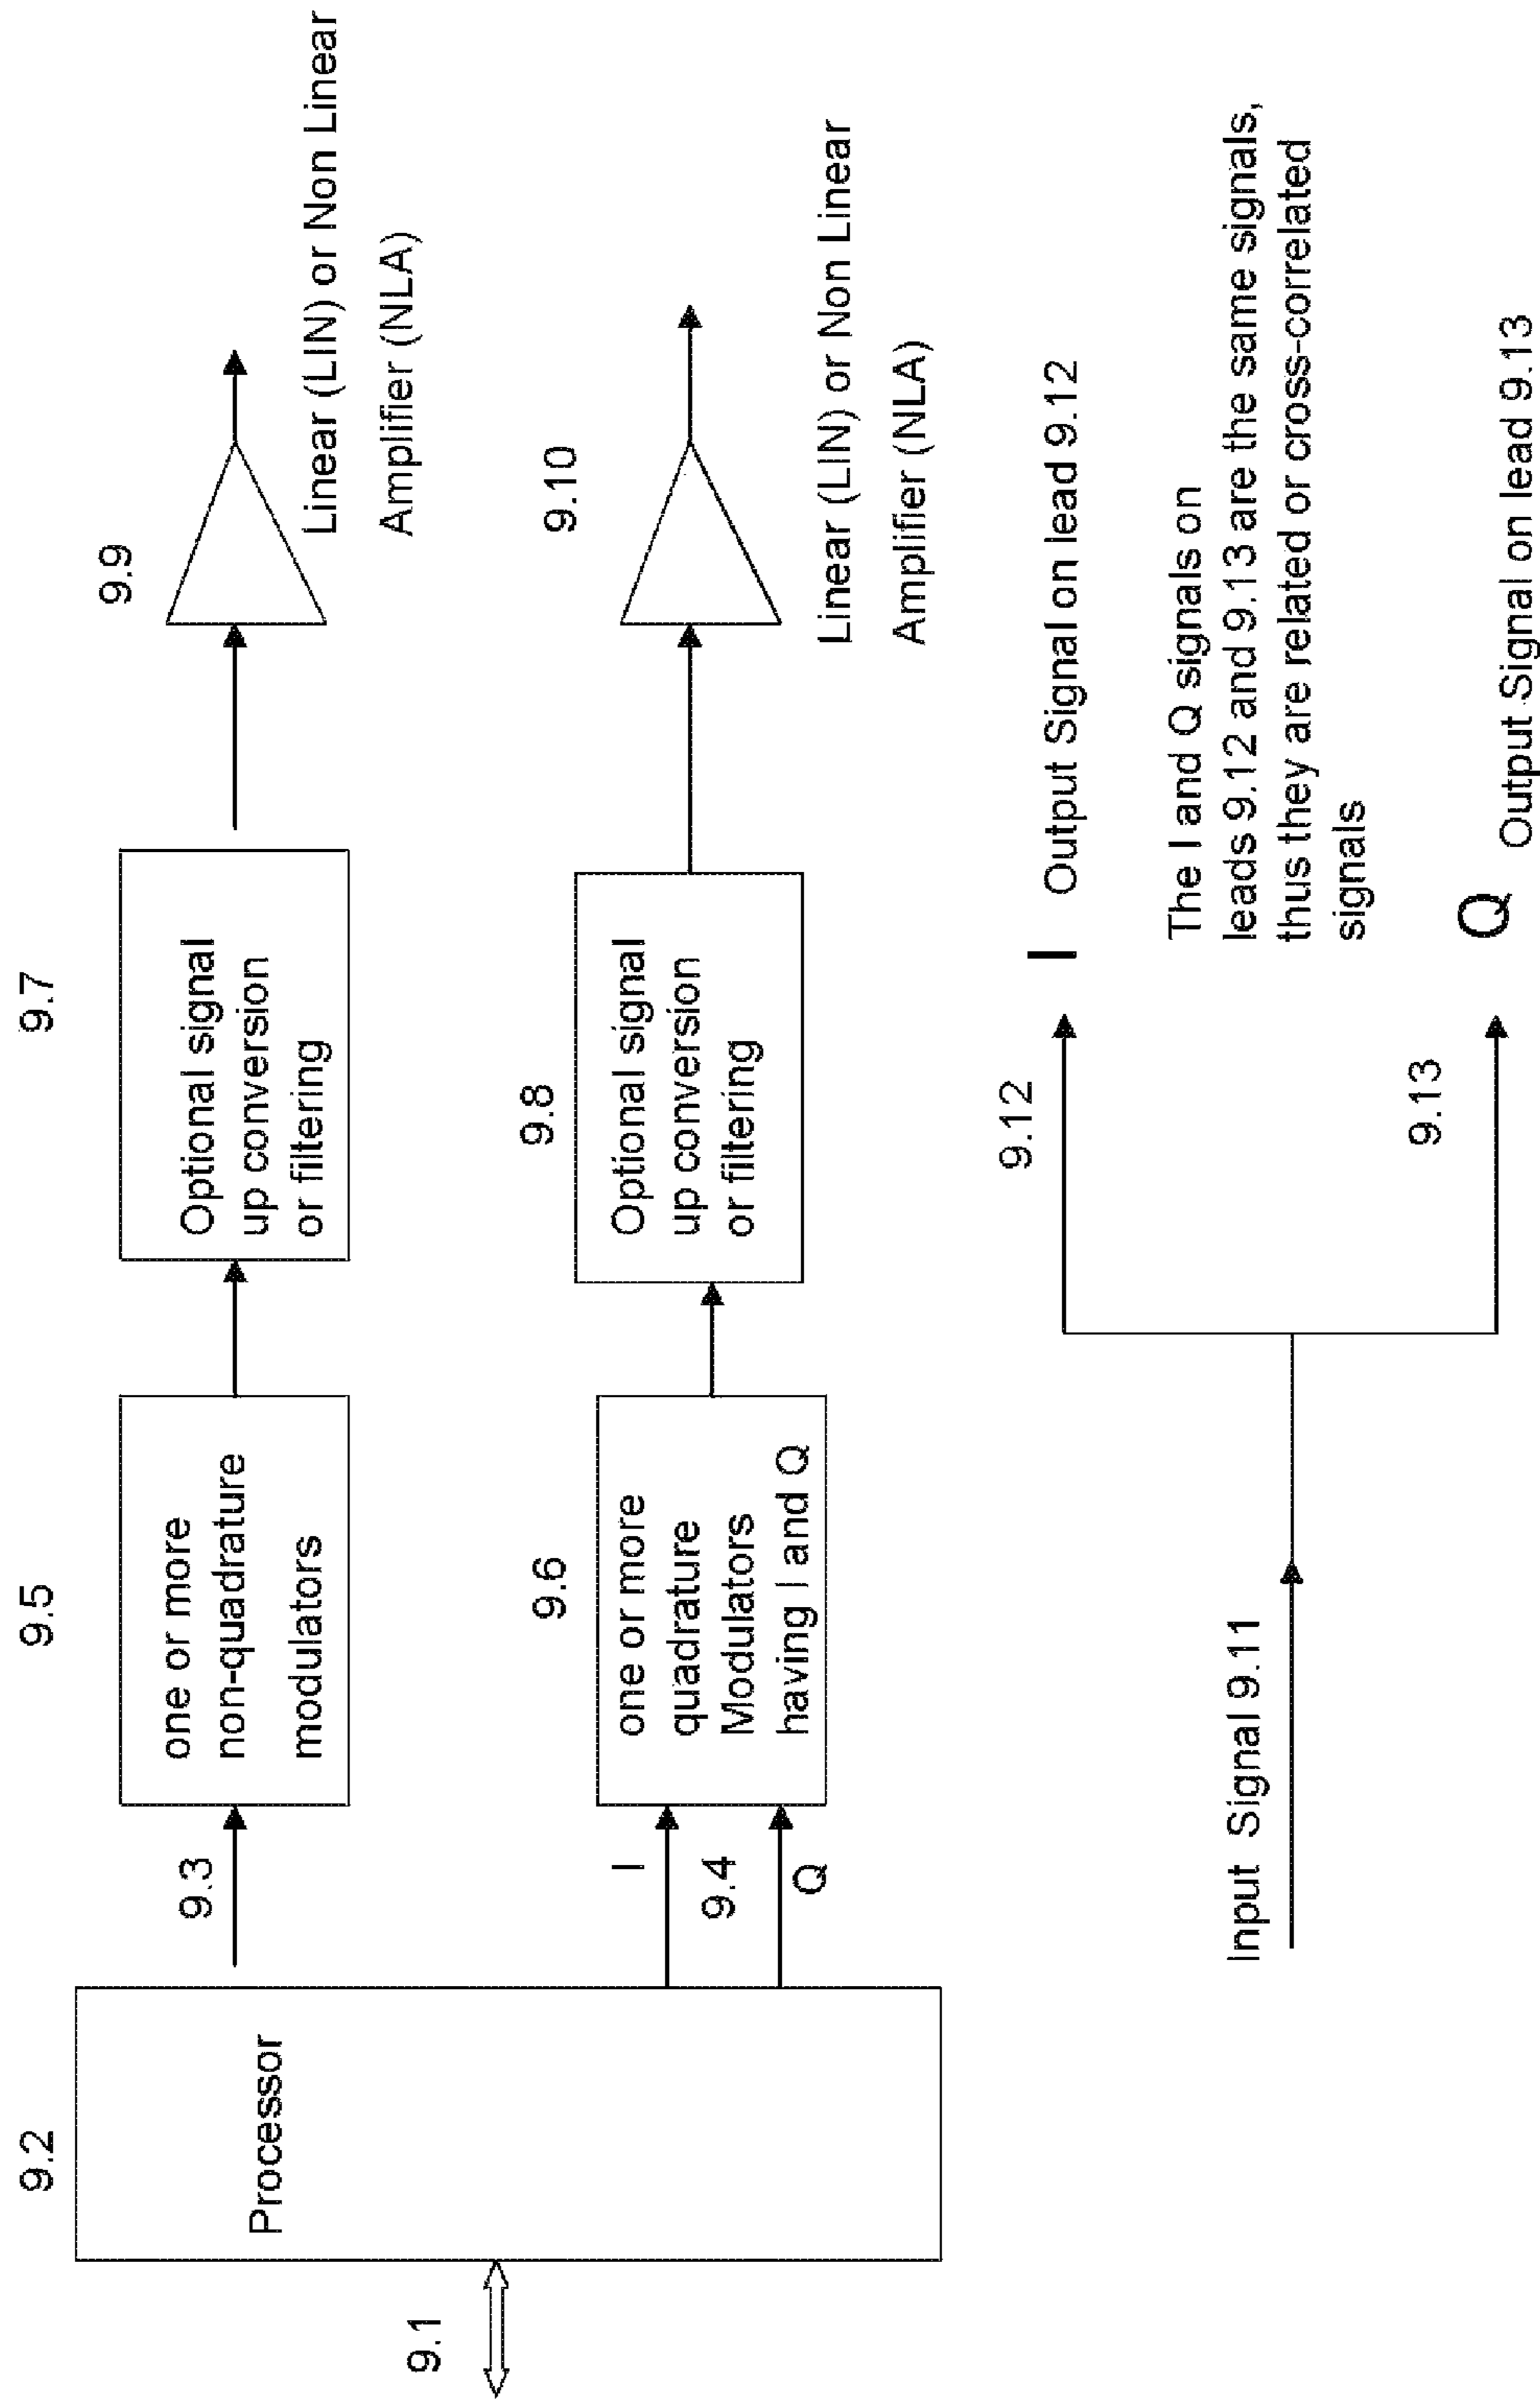 9.2
Processor
9.1
9.3
9.5
one or more
non-quadrature
modulators
9.7
Optional signal
up conversion
or filtering
9.9
Linear (LIN) or Non Linear
Amplifier (NLA)
I
9.4
Q
9.6
one or more
quadrature
Modulators
having I and Q
9.8
Optional signal
up conversion
or filtering
9.10
Linear (LIN) or Non Linear
Amplifier (NLA)
Input Signal 9.11
9.12
I Output Signal on lead 9.12
The I and Q signals on
leads 9.12 and 9.13 are the same signals,
thus they are related or cross-correlated
signals
9.13
Q Output Signal on lead 9.13